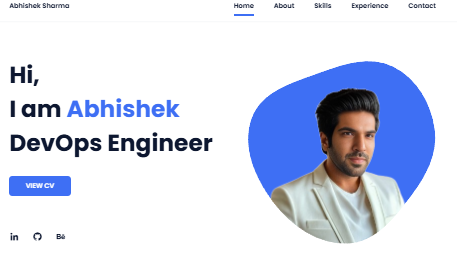 Abhishek Sharma
Home About Skills Experience Contact
Hi,
I am Abhishek
DevOps Engineer
VIEW CV
in
Bē